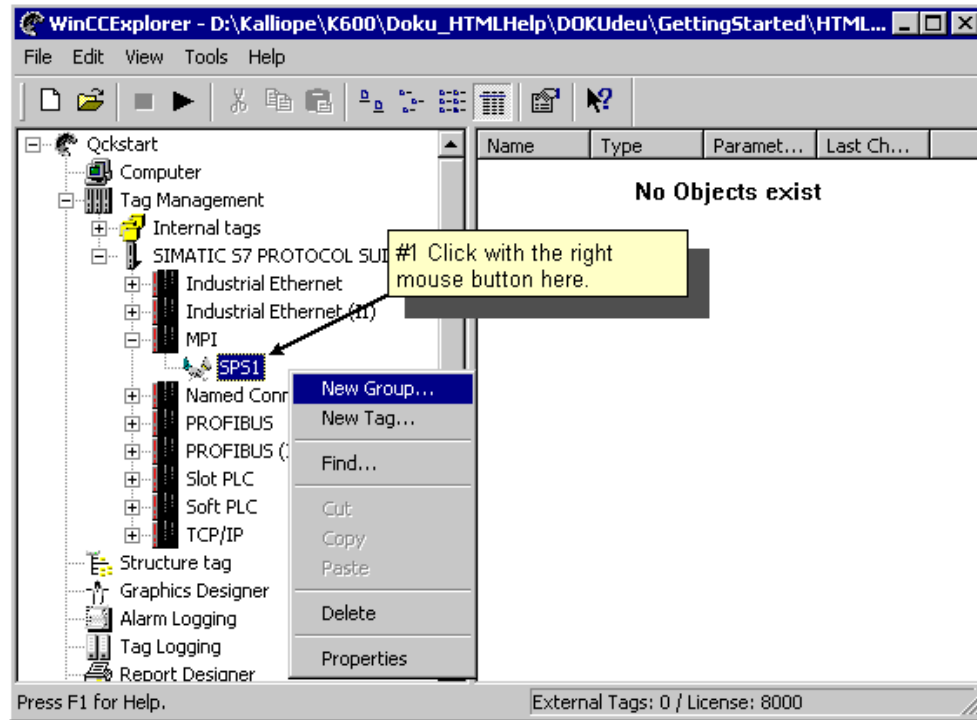 WinCCExplorer - D:\Kalliope\K600\Doku_HTMLHelp\DOKUdeu\GettingStarted\HTML...
File Edit View Tools Help
Qckstart
Computer
Tag Management
Internal tags
SIMATIC S7 PROTOCOL SUI
Industrial Ethernet
Industrial Ethernet (II)
MPI
SPS1
Named Conn
PROFIBUS
PROFIBUS (I
Slot PLC
Soft PLC
TCP/IP
Structure tag
Graphics Designer
Alarm Logging
Tag Logging
Report Designer
Name Type Paramet... Last Ch...
No Objects exist
#1 Click with the right
mouse button here.
New Group...
New Tag...
Find...
Cut
Copy
Paste
Delete
Properties
Press F1 for Help.
External Tags: 0 / License: 8000